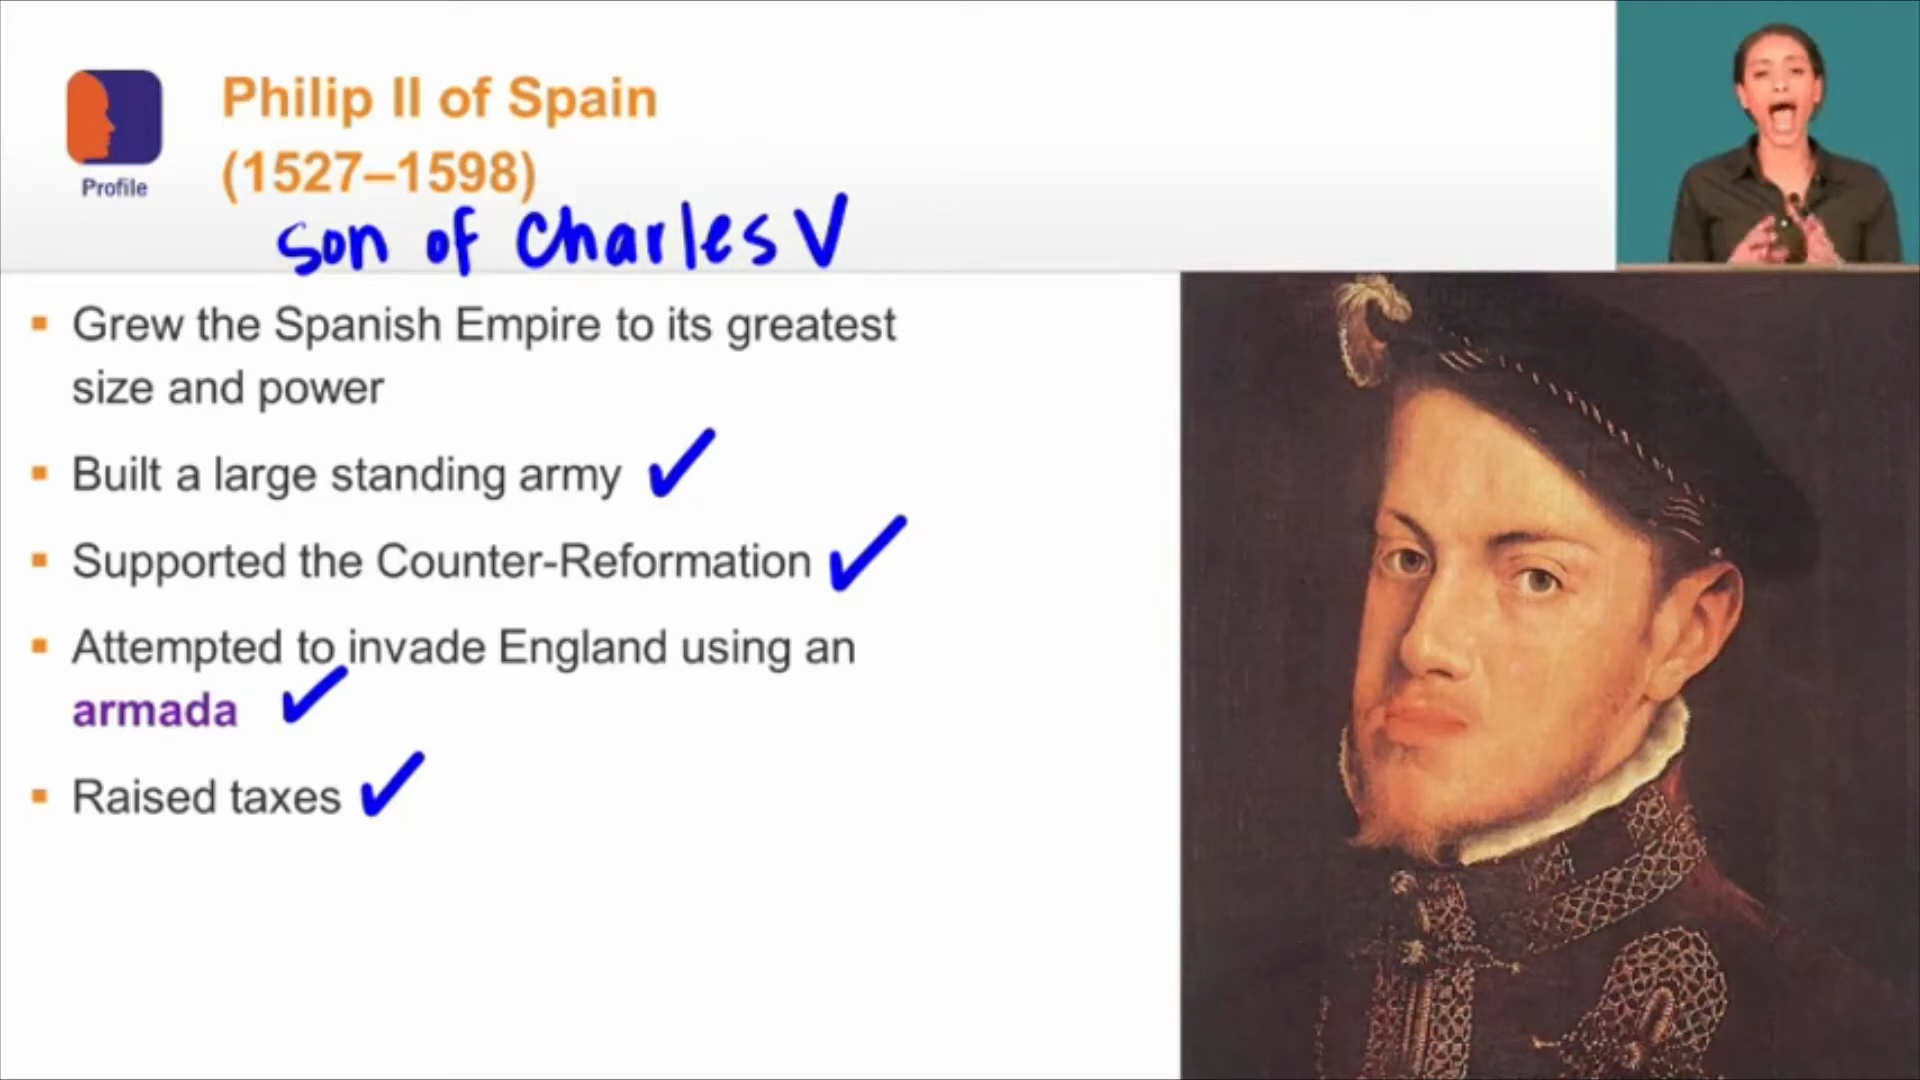 Philip II of Spain
(1527–1598)
Profile
son of Charles V
Grew the Spanish Empire to its greatest
size and power
Built a large standing army
Supported the Counter-Reformation
Attempted to invade England using an
armada
Raised taxes